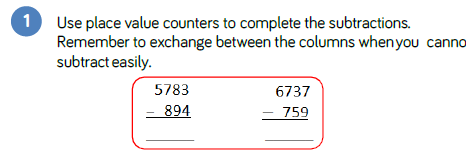 1 Use place value counters to complete the subtractions.
Remember to exchange between the columns when you canno
subtract easily.
5783 6737
– 894 – 759